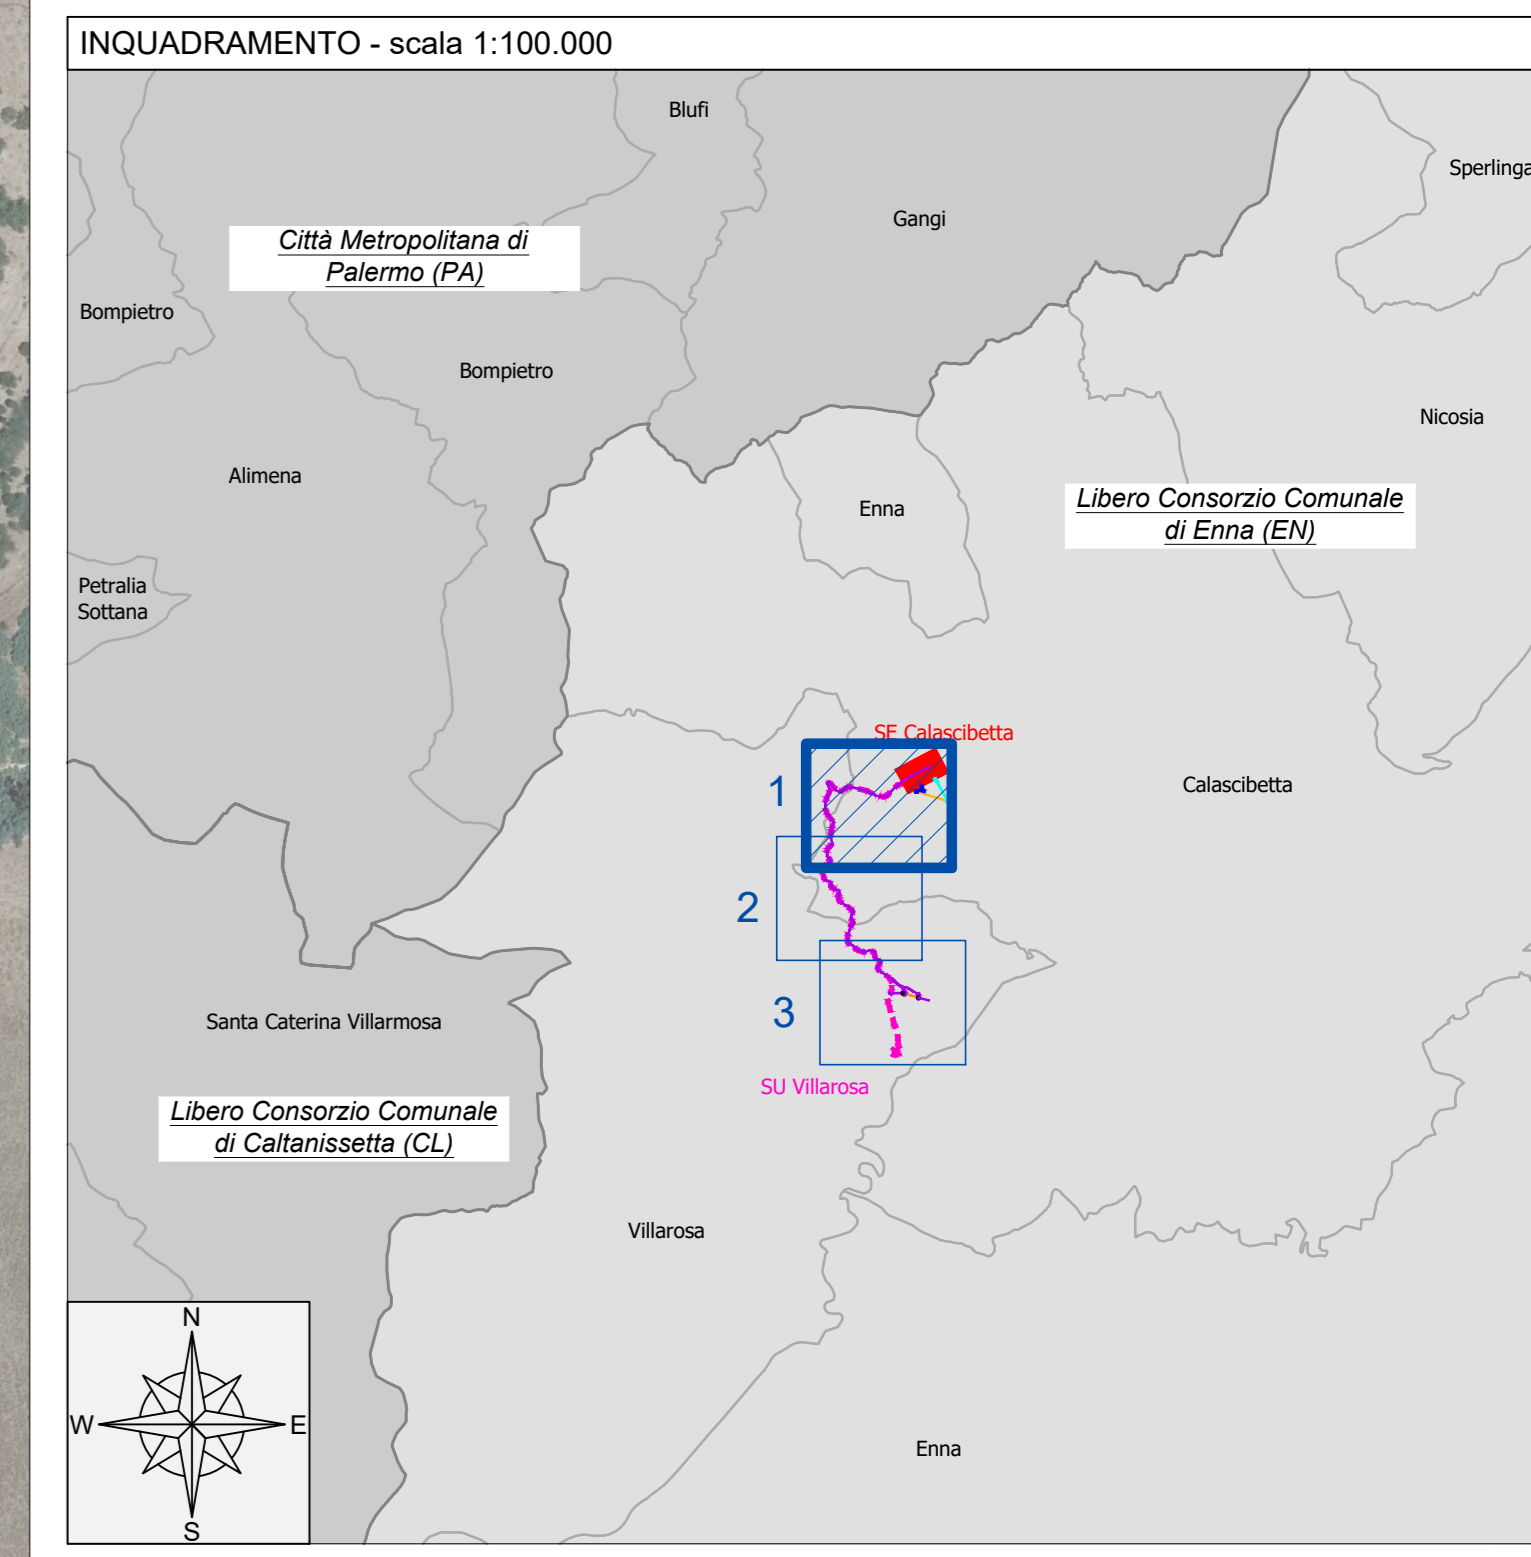 INQUADRAMENTO - scala 1:100.000
Blufi
Sperlinga
Gangi
Città Metropolitana di
Palermo (PA)
Bompietro
Bompietro
Nicosia
Alimena
Enna
Libero Consorzio Comunale
di Enna (EN)
Petralia
Sottana
SE Calascibetta
1
Calascibetta
2
3
Santa Caterina Villarmosa
SU Villarosa
Libero Consorzio Comunale
di Caltanissetta (CL)
Villarosa
N
W
E
S
Enna